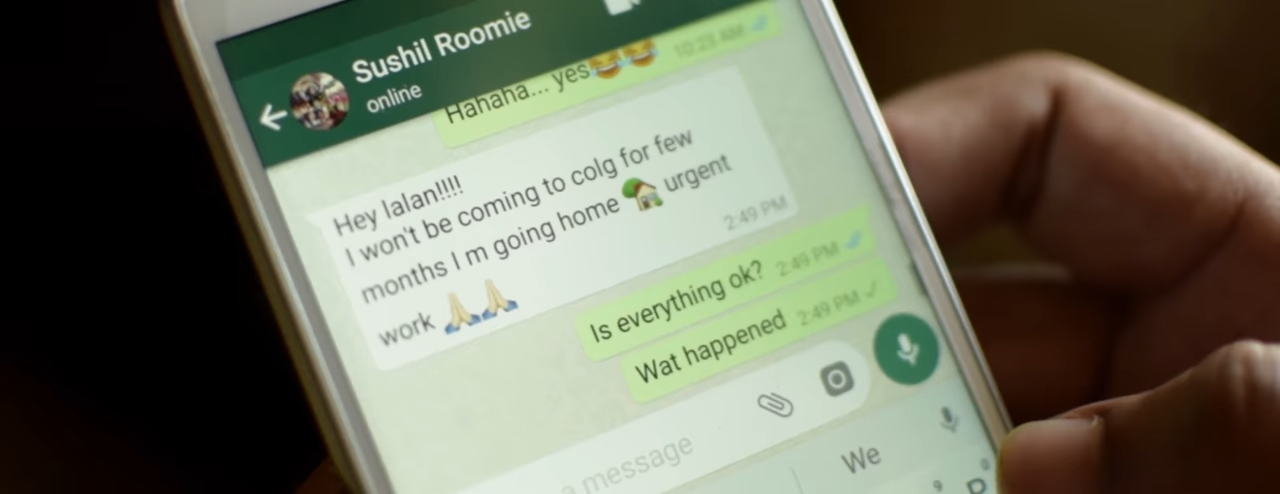 Sushil Roomie
online
Hahaha... yes😂😂 10:23 AM
Hey lalan!!!!
I won't be coming to colg for few
months I m going home 🏡 urgent
work 🙏🏻🙏🏻
2:49 PM
Is everything ok? 2:49 PM
Wat happened 2:49 PM
a message
We